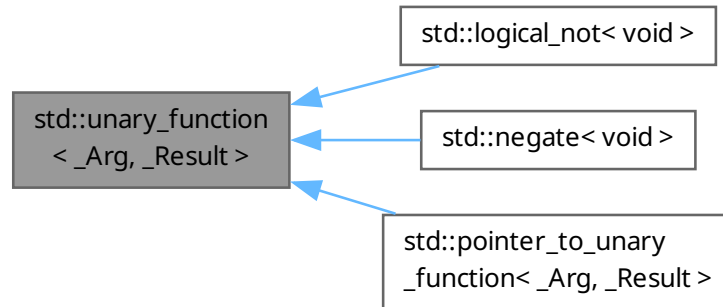 std::logical_not< void >
std::unary_function
< _Arg, _Result >
std::negate< void >
std::pointer_to_unary
_function< _Arg, _Result >